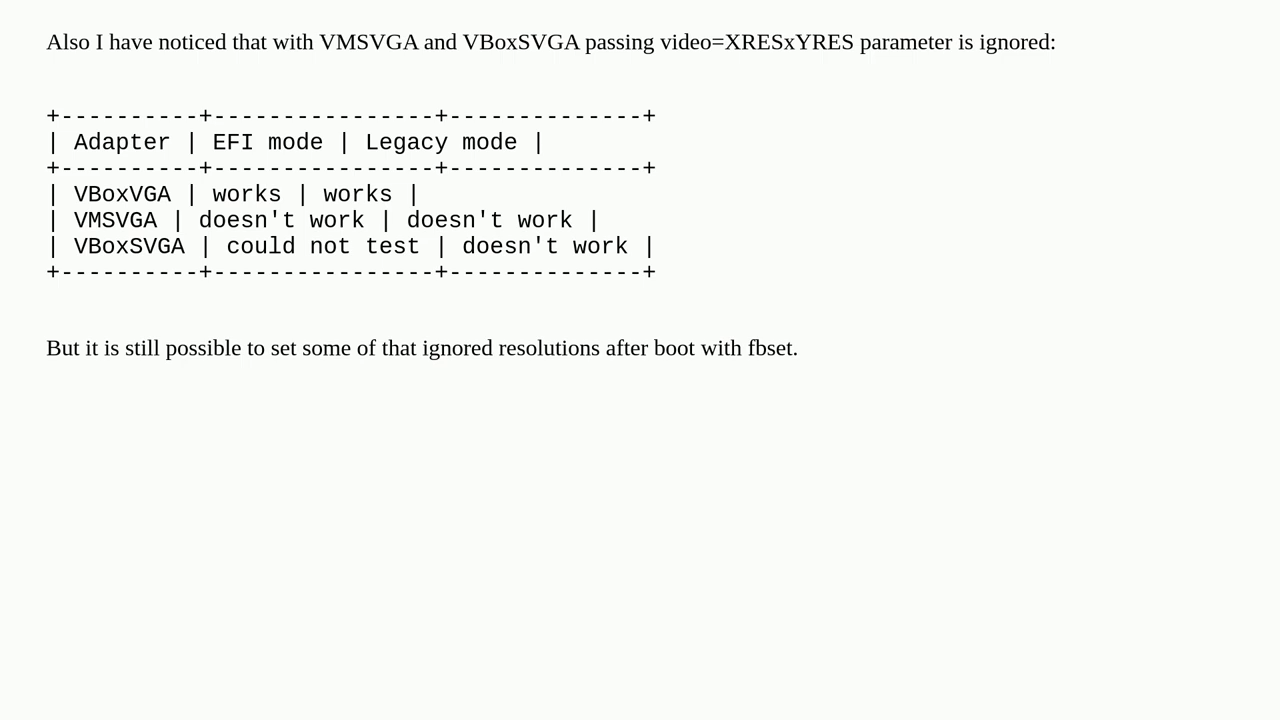 Also I have noticed that with VMSVGA and VBoxSVGA passing video=XRESxYRES parameter is ignored:
+----------+----------------+--------------+
| Adapter | EFI mode | Legacy mode |
+----------+----------------+--------------+
| VBoxVGA | works | works |
| VMSVGA | doesn't work | doesn't work |
| VBoxSVGA | could not test | doesn't work |
+----------+----------------+--------------+
But it is still possible to set some of that ignored resolutions after boot with fbset.